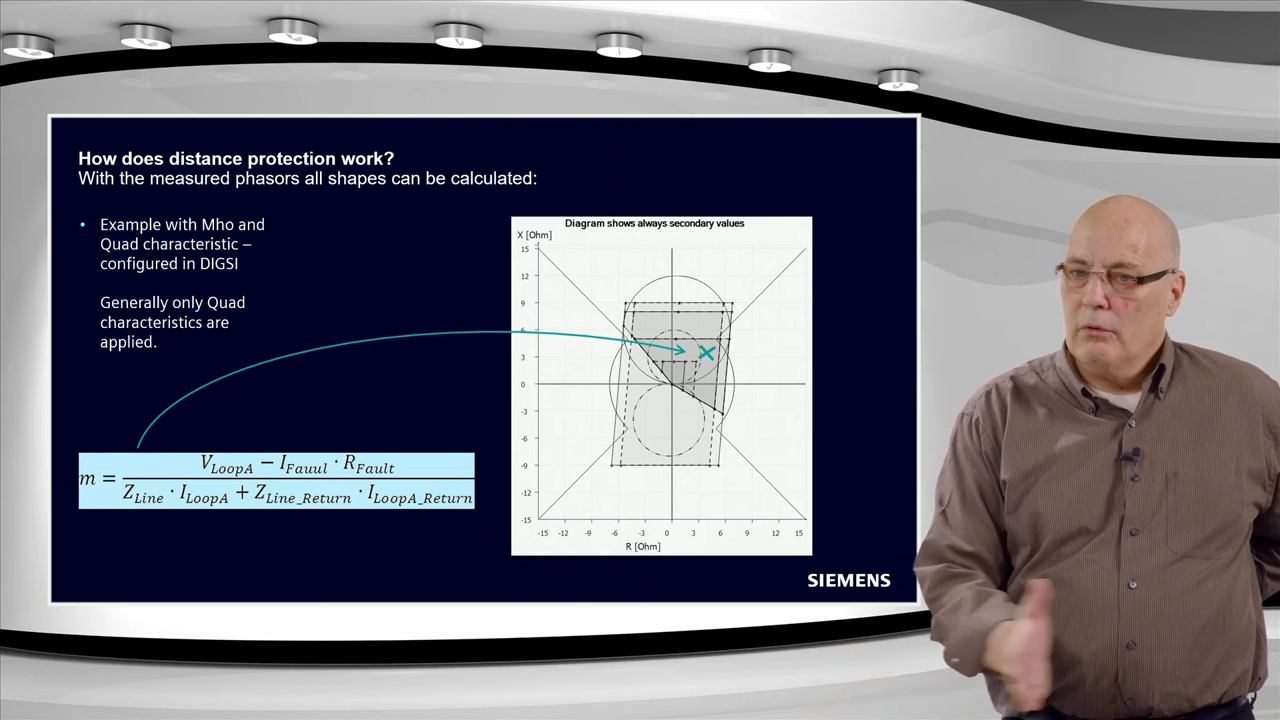 How does distance protection work?
With the measured phasors all shapes can be calculated:
• Example with Mho and
Quad characteristic –
configured in DIGSI
Generally only Quad
characteristics are
applied.
m = (V_LoopA − I_Fauul · R_Fault) / (Z_Line · I_LoopA + Z_Line_Return · I_LoopA_Return)
Diagram shows always secondary values
X [Ohm]
15
12
9
6
3
0
-3
-6
-9
-12
-15
-15 -12 -9 -6 -3 0 3 6 9 12 15
R [Ohm]
SIEMENS